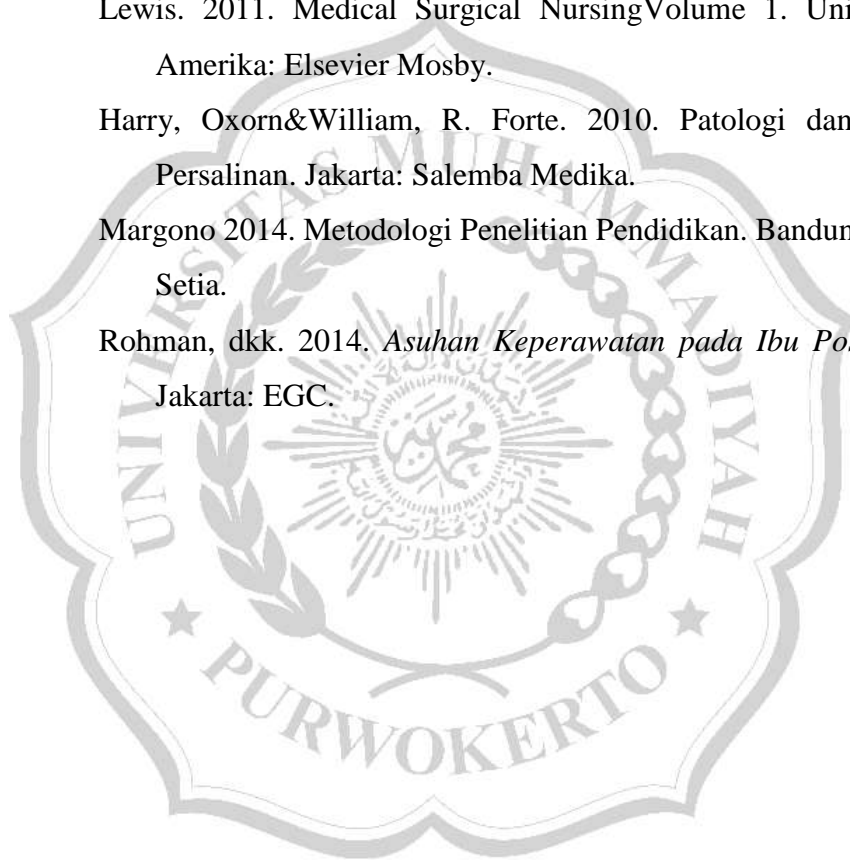 Lewis. 2011. Medical Surgical NursingVolume 1. Uni
Amerika: Elsevier Mosby.
Harry, Oxorn&William, R. Forte. 2010. Patologi dan
Persalinan. Jakarta: Salemba Medika.
Margono 2014. Metodologi Penelitian Pendidikan. Bandun
Setia.
Rohman, dkk. 2014. Asuhan Keperawatan pada Ibu Po
Jakarta: EGC.
UNIVERSITAS MUHAMMADIYAH
PURWOKERTO